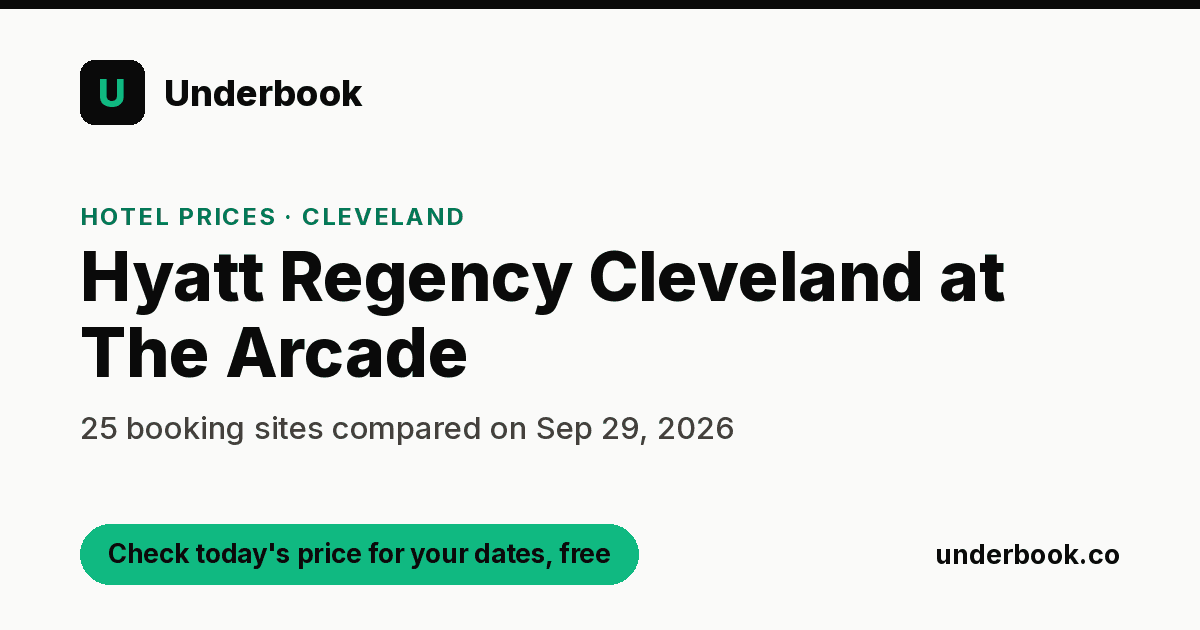 U Underbook
HOTEL PRICES · CLEVELAND
Hyatt Regency Cleveland at
The Arcade
25 booking sites compared on Sep 29, 2026
Check today's price for your dates, free
underbook.co